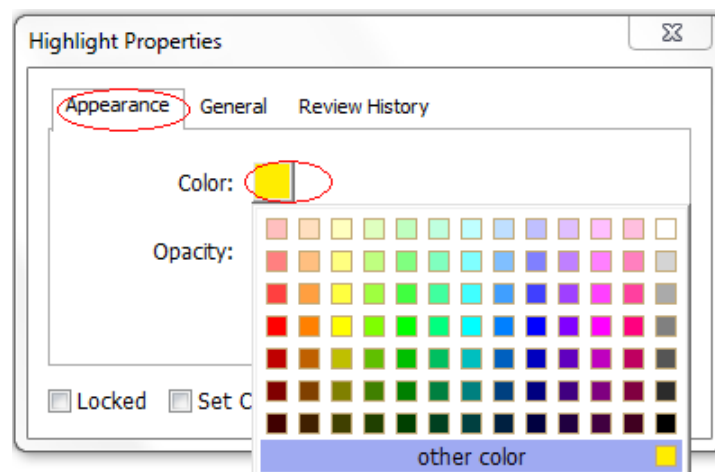 Highlight Properties
Appearance General Review History
Color:
Opacity:
Locked Set
other color